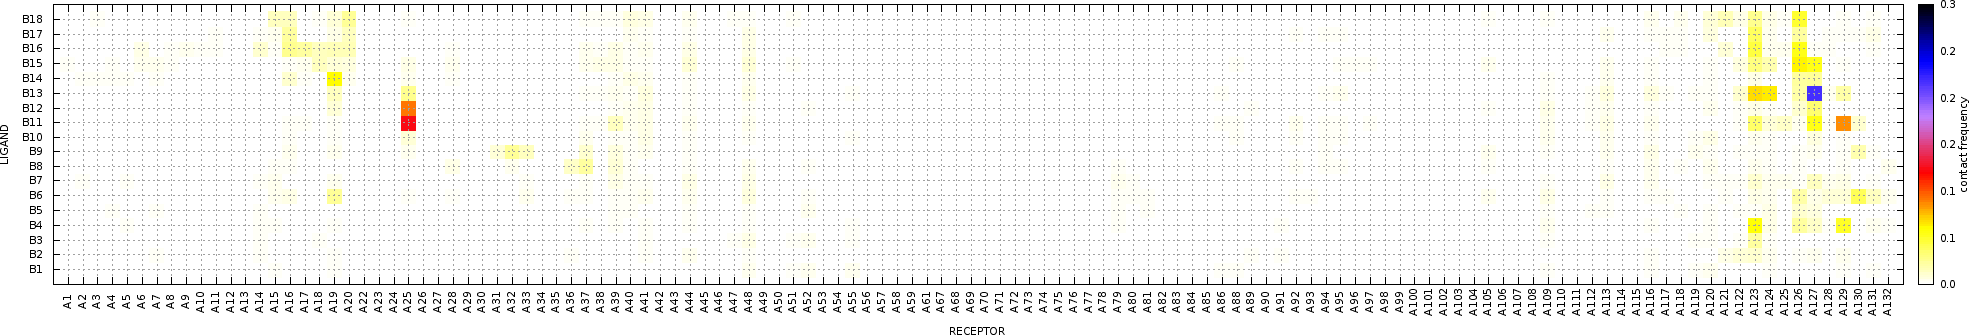 B18
B17
B16
B15
B14
B13
B12
B11
B10
B9
B8
B7
B6
B5
B4
B3
B2
B1
LIGAND
A1 A2 A3 A4 A5 A6 A7 A8 A9 A10 A11 A12 A13 A14 A15 A16 A17 A18 A19 A20 A22 A23 A24 A25 A26 A27 A28 A29 A30 A31 A32 A33 A34 A35 A36 A37 A38 A39 A40 A41 A42 A43 A44 A45 A46 A47 A48 A49 A50 A51 A52 A53 A54 A55 A56 A57 A58 A59 A61 A67 A68 A69 A70 A71 A72 A73 A74 A75 A76 A77 A78 A79 A80 A81 A82 A83 A84 A85 A86 A88 A89 A90 A91 A92 A93 A94 A95 A96 A97 A98 A99 A100 A101 A102 A103 A104 A105 A106 A107 A108 A109 A110 A111 A112 A113 A114 A115 A116 A117 A118 A119 A120 A121 A122 A123 A124 A125 A126 A127 A128 A129 A130 A131 A132
RECEPTOR
0.3
0.2
0.2
0.2
0.1
0.1
0.0
contact frequency